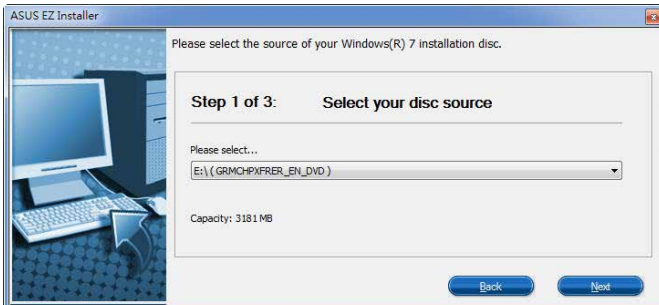 ASUS EZ Installer
Please select the source of your Windows(R) 7 installation disc.
Step 1 of 3: Select your disc source
Please select...
E:\ ( GRMCHPXFRER_EN_DVD )
Capacity: 3181 MB
Back Next